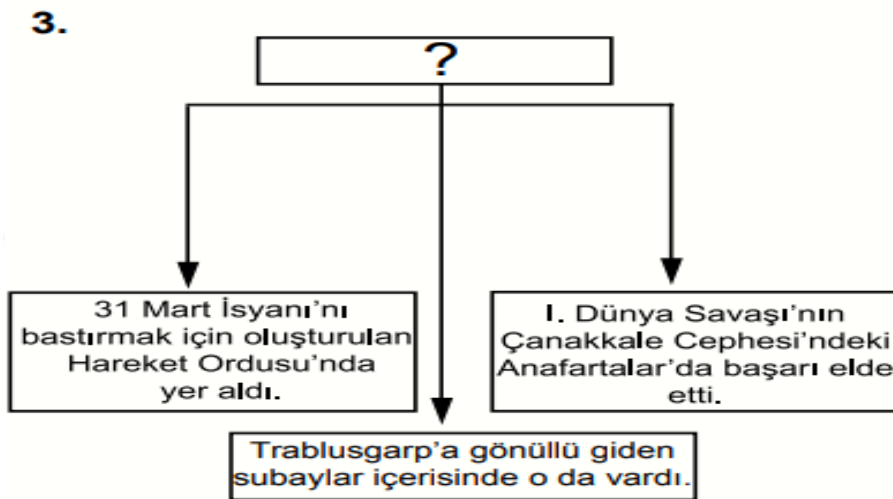 3.
?
31 Mart İsyanı'nı
bastırmak için oluşturulan
Hareket Ordusu'nda
yer aldı.
I. Dünya Savaşı'nın
Çanakkale Cephesi'ndeki
Anafartalar'da başarı elde
etti.
Trablusgarp'a gönüllü giden
subaylar içerisinde o da vardı.